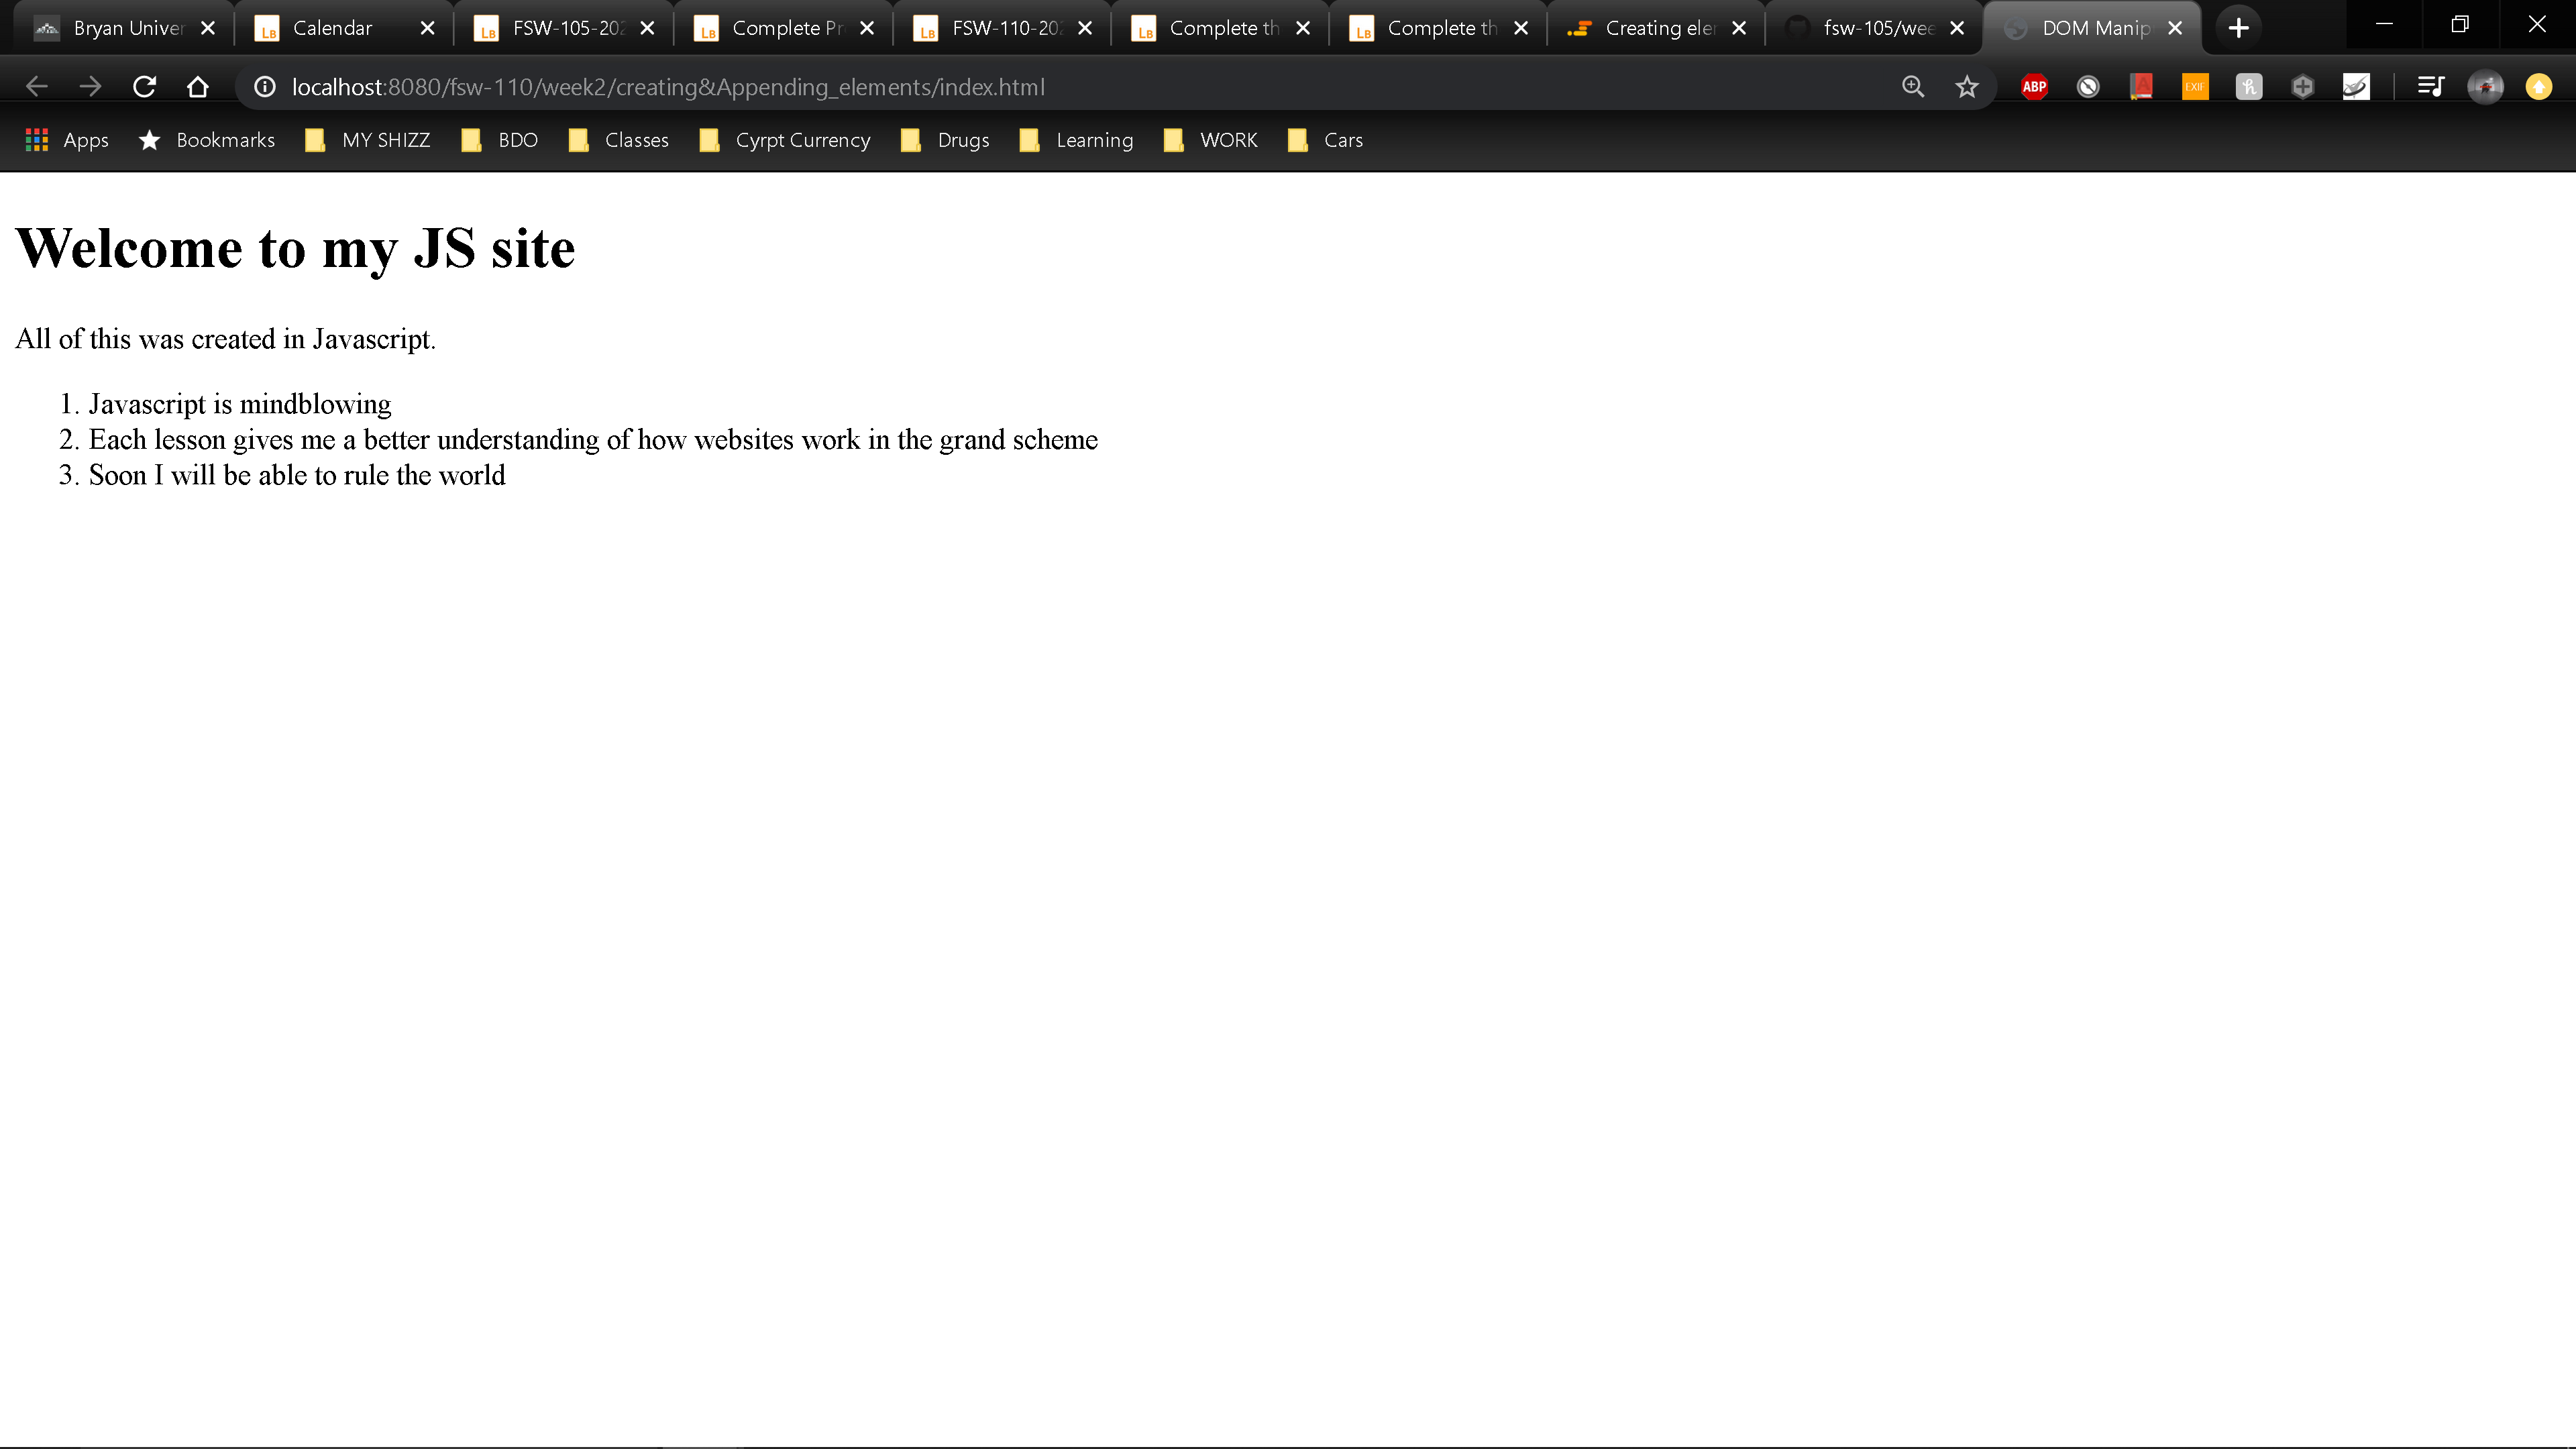 Bryan Univer Calendar FSW-105-202 Complete Pr FSW-110-202 Complete th Complete th Creating eler fsw-105/wee DOM Manip
localhost:8080/fsw-110/week2/creating&Appending_elements/index.html ABP EXIF
Apps Bookmarks MY SHIZZ BDO Classes Cyrpt Currency Drugs Learning WORK Cars
Welcome to my JS site
All of this was created in Javascript.
1. Javascript is mindblowing
2. Each lesson gives me a better understanding of how websites work in the grand scheme
3. Soon I will be able to rule the world